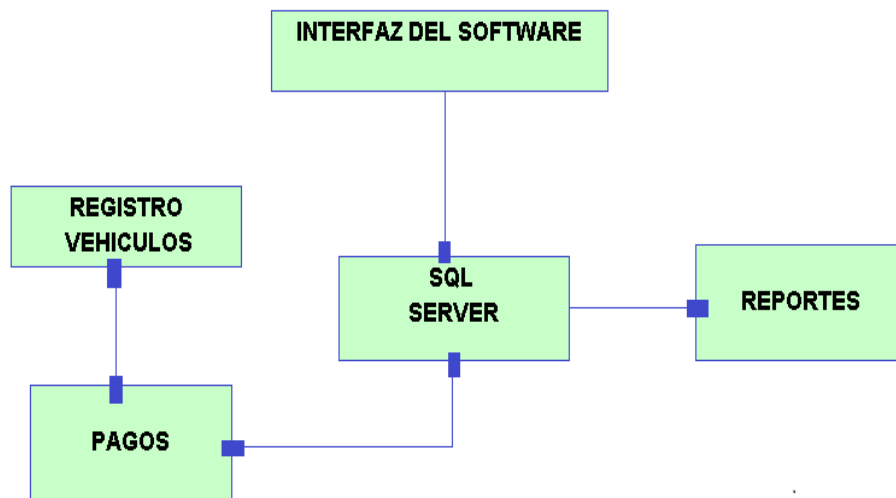 INTERFAZ DEL SOFTWARE
REGISTRO
VEHICULOS
SQL
SERVER
REPORTES
PAGOS